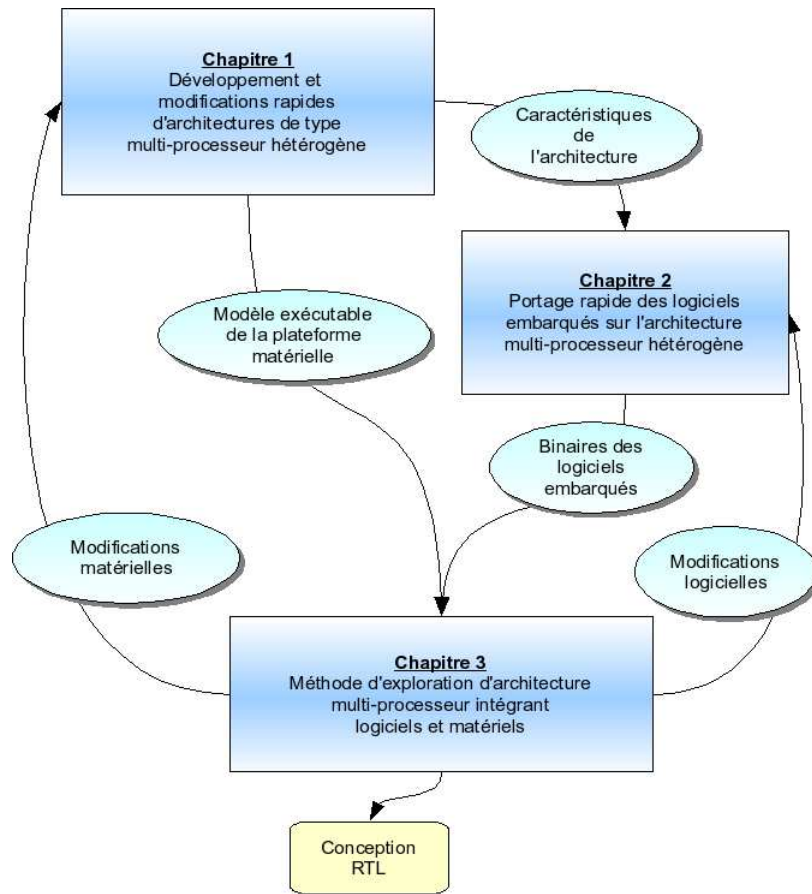 Chapitre 1
Développement et
modifications rapides
d'architectures de type
multi-processeur hétérogène
Caractéristiques
de
l'architecture
Chapitre 2
Portage rapide des logiciels
embarqués sur l'architecture
multi-processeur hétérogène
Modèle exécutable
de la plateforme
matérielle
Binaires des
logiciels
embarqués
Modifications
matérielles
Modifications
logicielles
Chapitre 3
Méthode d'exploration d'architecture
multi-processeur intégrant
logiciels et matériels
Conception
RTL